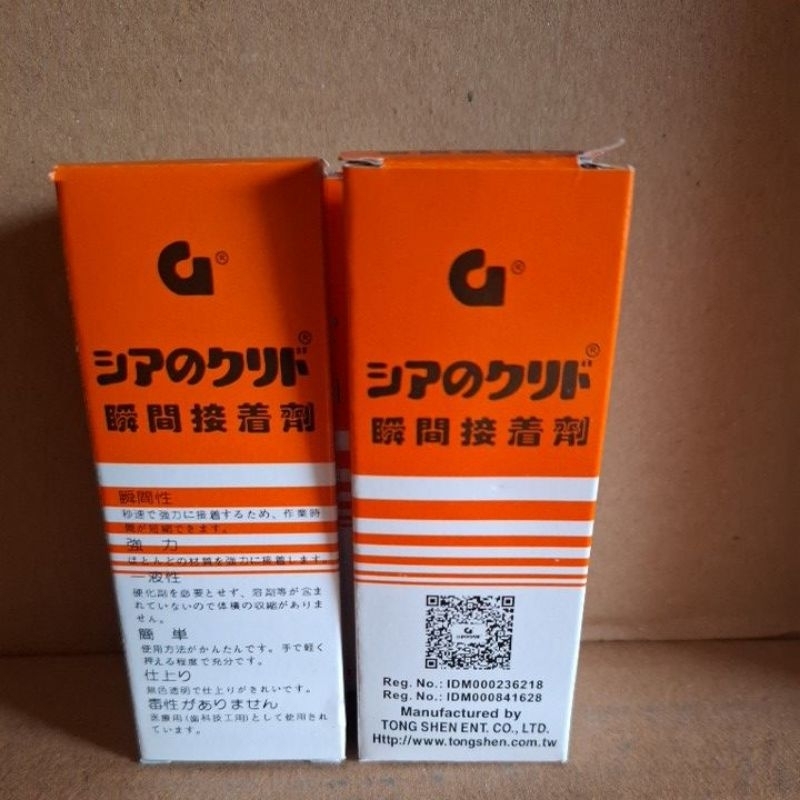 G®
シアのクリド®
瞬間接着劑
瞬間性
秒速で強力に接着するため、作業時
間が短縮できます。
強 力
ほとんどの材質を強力に接着します
一液性
硬化剤を必要とせず、溶剤等が含ま
れていないので体積の収縮がありま
せん。
簡 単
使用方法がかんたんです。手で軽く
押える程度で充分です。
仕上り
無色透明で仕上りがきれいです。
毒性がありません
医療用(歯科技工用)として使用され
ています。
G®
シアのクリド®
瞬間接着劑
Reg. No.: IDM000236218
Reg. No.: IDM000841628
Manufactured by
TONG SHEN ENT. CO., LTD.
Http://www.tongshen.com.tw